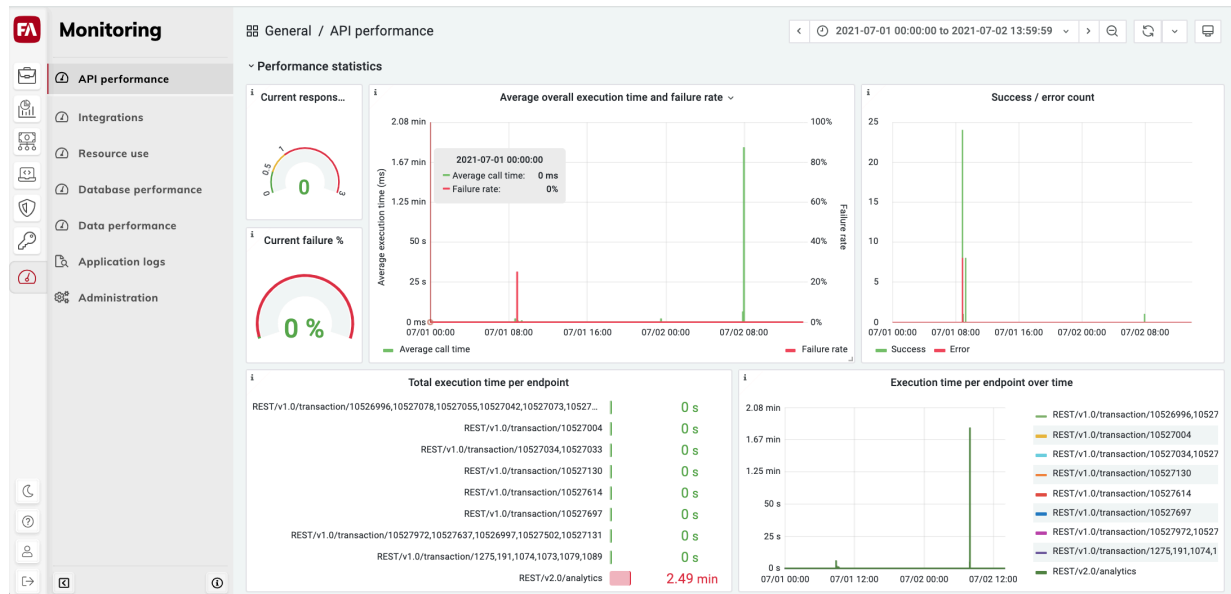 FA Monitoring
General / API performance
2021-07-01 00:00:00 to 2021-07-02 13:59:59
API performance
Integrations
Resource use
Database performance
Data performance
Application logs
Administration
Performance statistics
Current respons...
0
0.5
1
3
0
Current failure %
0 %
Average overall execution time and failure rate
2.08 min
1.67 min
1.25 min
50 s
25 s
0 ms
Average execution time (ms)
100%
80%
60%
40%
20%
0%
Failure rate
2021-07-01 00:00:00
Average call time: 0 ms
Failure rate: 0%
07/01 00:00 07/01 08:00 07/01 16:00 07/02 00:00 07/02 08:00
Average call time
Failure rate
Success / error count
25
20
15
10
5
0
07/01 00:00 07/01 08:00 07/01 16:00 07/02 00:00 07/02 08:00
Success Error
Total execution time per endpoint
REST/v1.0/transaction/10526996,10527078,10527055,10527042,10527073,10527... 0 s
REST/v1.0/transaction/10527004 0 s
REST/v1.0/transaction/10527034,10527033 0 s
REST/v1.0/transaction/10527130 0 s
REST/v1.0/transaction/10527614 0 s
REST/v1.0/transaction/10527697 0 s
REST/v1.0/transaction/10527972,10527637,10526997,10527502,10527131 0 s
REST/v1.0/transaction/1275,191,1074,1073,1079,1089 0 s
REST/v2.0/analytics 2.49 min
Execution time per endpoint over time
2.08 min
1.67 min
1.25 min
50 s
25 s
0 s
07/01 00:00 07/01 12:00 07/02 00:00 07/02 12:00
REST/v1.0/transaction/10526996,10527
REST/v1.0/transaction/10527004
REST/v1.0/transaction/10527034,10527
REST/v1.0/transaction/10527130
REST/v1.0/transaction/10527614
REST/v1.0/transaction/10527697
REST/v1.0/transaction/10527972,10527
REST/v1.0/transaction/1275,191,1074,1
REST/v2.0/analytics